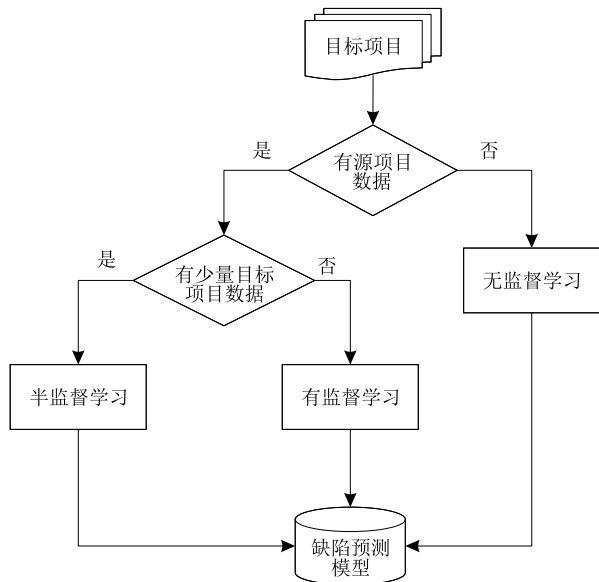 目标项目
是
否
有源项目
数据
是
否
有少量目标
项目数据
无监督学习
半监督学习
有监督学习
缺陷预测
模型